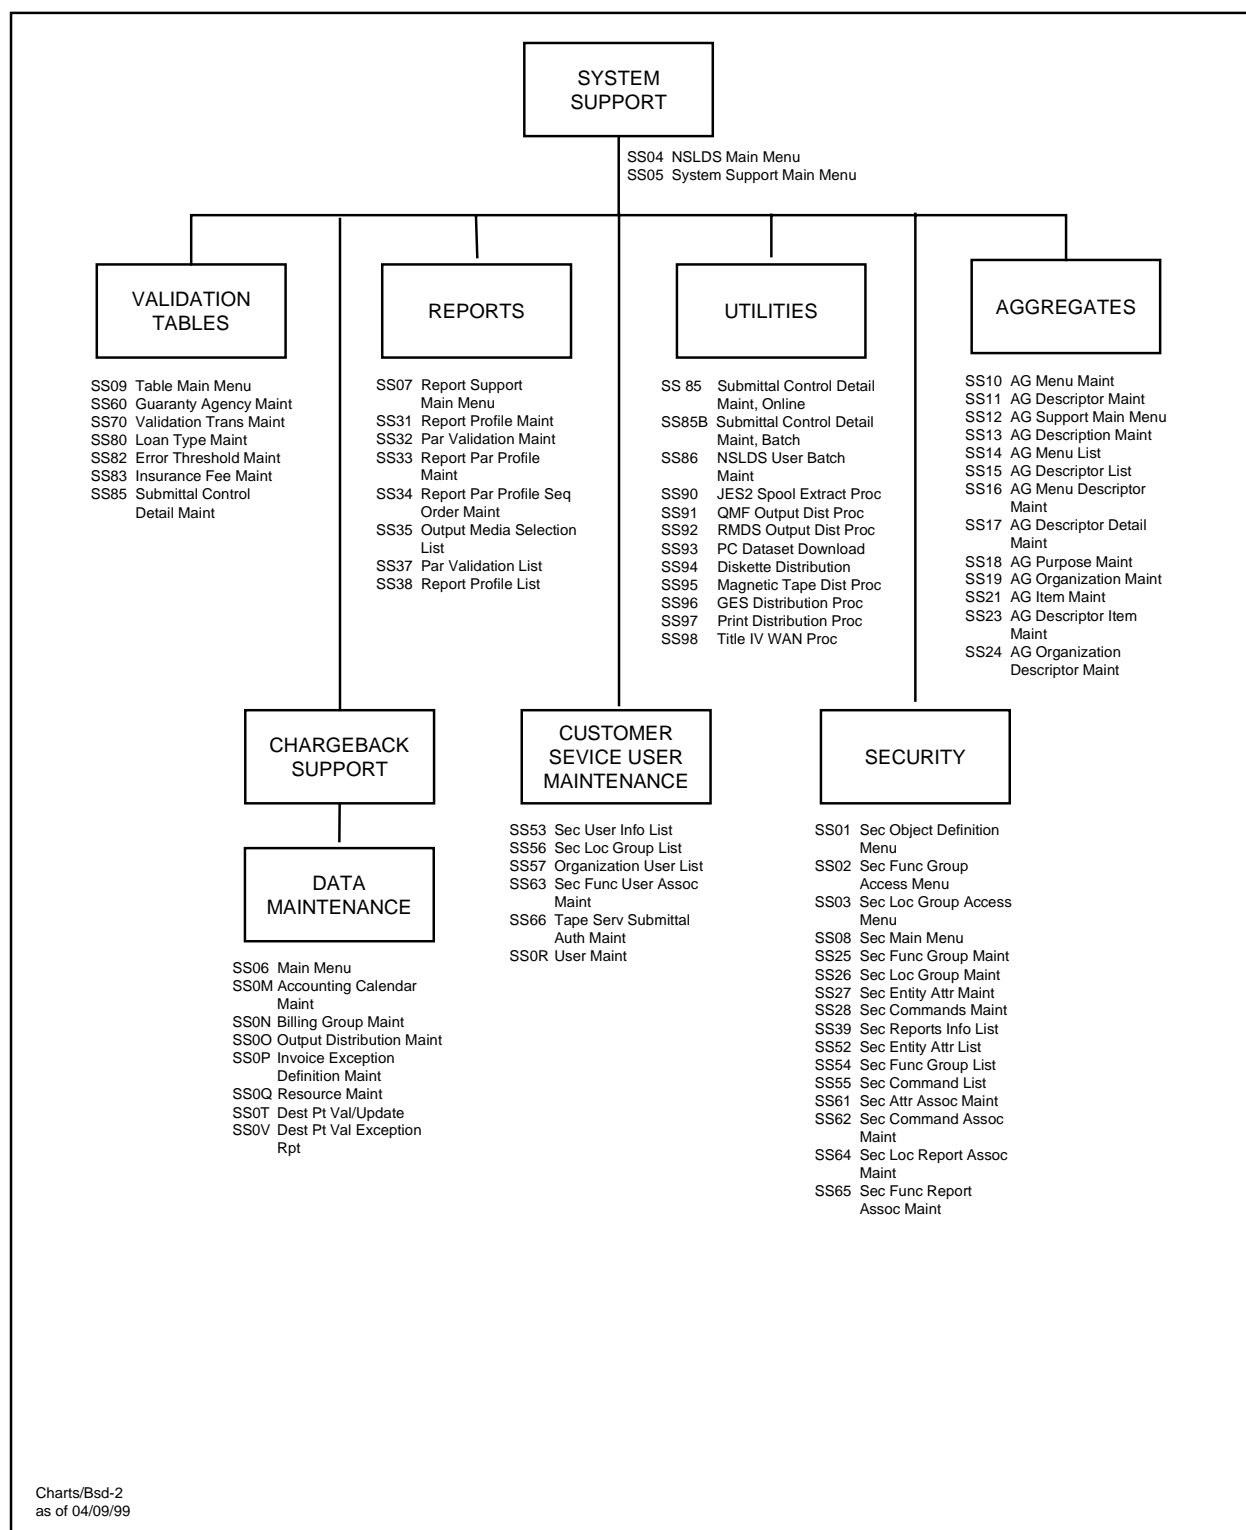 SYSTEM
SUPPORT
SS04 NSLDS Main Menu
SS05 System Support Main Menu
VALIDATION
TABLES
SS09 Table Main Menu
SS60 Guaranty Agency Maint
SS70 Validation Trans Maint
SS80 Loan Type Maint
SS82 Error Threshold Maint
SS83 Insurance Fee Maint
SS85 Submittal Control
Detail Maint
REPORTS
SS07 Report Support
Main Menu
SS31 Report Profile Maint
SS32 Par Validation Maint
SS33 Report Par Profile
Maint
SS34 Report Par Profile Seq
Order Maint
SS35 Output Media Selection
List
SS37 Par Validation List
SS38 Report Profile List
UTILITIES
SS 85 Submittal Control Detail
Maint, Online
SS85B Submittal Control Detail
Maint, Batch
SS86 NSLDS User Batch
Maint
SS90 JES2 Spool Extract Proc
SS91 QMF Output Dist Proc
SS92 RMDS Output Dist Proc
SS93 PC Dataset Download
SS94 Diskette Distribution
SS95 Magnetic Tape Dist Proc
SS96 GES Distribution Proc
SS97 Print Distribution Proc
SS98 Title IV WAN Proc
AGGREGATES
SS10 AG Menu Maint
SS11 AG Descriptor Maint
SS12 AG Support Main Menu
SS13 AG Description Maint
SS14 AG Menu List
SS15 AG Descriptor List
SS16 AG Menu Descriptor
Maint
SS17 AG Descriptor Detail
Maint
SS18 AG Purpose Maint
SS19 AG Organization Maint
SS21 AG Item Maint
SS23 AG Descriptor Item
Maint
SS24 AG Organization
Descriptor Maint
CHARGEBACK
SUPPORT
DATA
MAINTENANCE
SS06 Main Menu
SS0M Accounting Calendar
Maint
SS0N Billing Group Maint
SS0O Output Distribution Maint
SS0P Invoice Exception
Definition Maint
SS0Q Resource Maint
SS0T Dest Pt Val/Update
SS0V Dest Pt Val Exception
Rpt
CUSTOMER
SEVICE USER
MAINTENANCE
SS53 Sec User Info List
SS56 Sec Loc Group List
SS57 Organization User List
SS63 Sec Func User Assoc
Maint
SS66 Tape Serv Submittal
Auth Maint
SS0R User Maint
SECURITY
SS01 Sec Object Definition
Menu
SS02 Sec Func Group
Access Menu
SS03 Sec Loc Group Access
Menu
SS08 Sec Main Menu
SS25 Sec Func Group Maint
SS26 Sec Loc Group Maint
SS27 Sec Entity Attr Maint
SS28 Sec Commands Maint
SS39 Sec Reports Info List
SS52 Sec Entity Attr List
SS54 Sec Func Group List
SS55 Sec Command List
SS61 Sec Attr Assoc Maint
SS62 Sec Command Assoc
Maint
SS64 Sec Loc Report Assoc
Maint
SS65 Sec Func Report
Assoc Maint
Charts/Bsd-2
as of 04/09/99